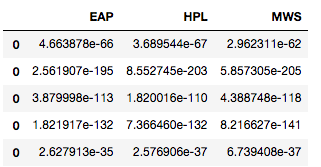 EAP HPL MWS
0 4.663878e-66 3.689544e-67 2.962311e-62
0 2.561907e-195 8.552745e-203 5.857305e-205
0 3.879998e-113 1.820016e-110 4.388748e-118
0 1.821917e-132 7.366460e-132 8.216627e-141
0 2.627913e-35 2.576906e-37 6.739408e-37